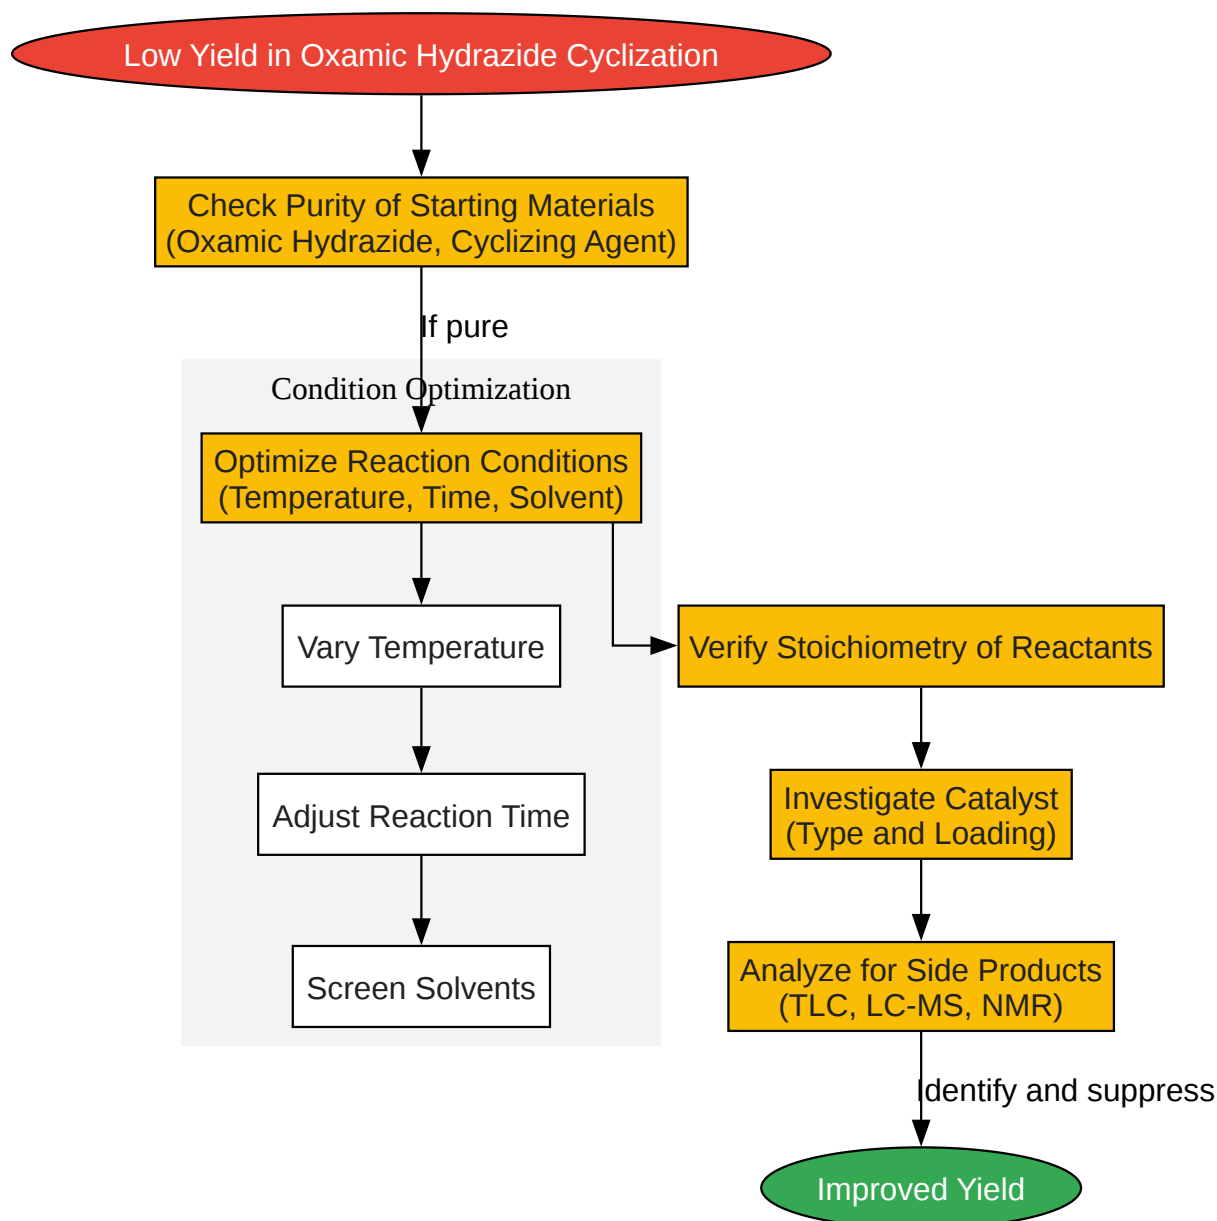 Low Yield in Oxamic Hydrazide Cyclization
Check Purity of Starting Materials
(Oxamic Hydrazide, Cyclizing Agent)
If pure
Condition Optimization
Optimize Reaction Conditions
(Temperature, Time, Solvent)
Vary Temperature
Adjust Reaction Time
Screen Solvents
Verify Stoichiometry of Reactants
Investigate Catalyst
(Type and Loading)
Analyze for Side Products
(TLC, LC-MS, NMR)
Identify and suppress
Improved Yield